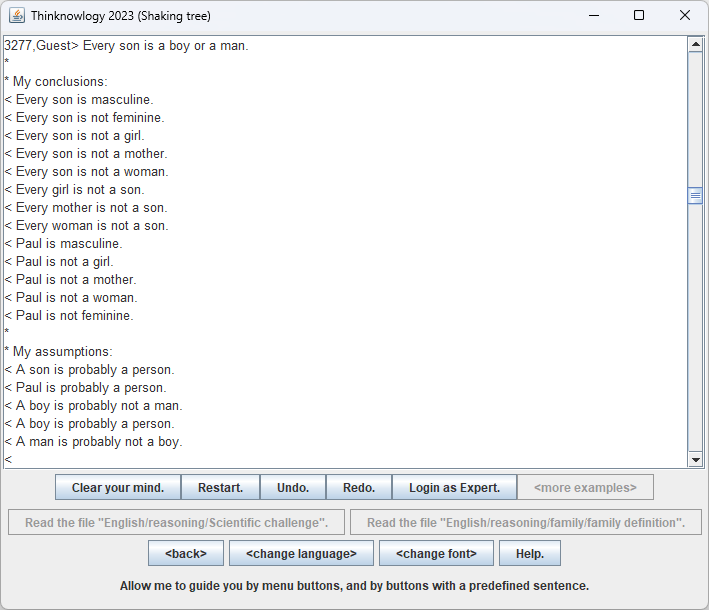 Thinknowlogy 2023 (Shaking tree)
3277,Guest> Every son is a boy or a man.
*
* My conclusions:
< Every son is masculine.
< Every son is not feminine.
< Every son is not a girl.
< Every son is not a mother.
< Every son is not a woman.
< Every girl is not a son.
< Every mother is not a son.
< Every woman is not a son.
< Paul is masculine.
< Paul is not a girl.
< Paul is not a mother.
< Paul is not a woman.
< Paul is not feminine.
*
* My assumptions:
< A son is probably a person.
< Paul is probably a person.
< A boy is probably not a man.
< A boy is probably a person.
< A man is probably not a boy.
<
Clear your mind. Restart. Undo. Redo. Login as Expert. <more examples>
Read the file "English/reasoning/Scientific challenge". Read the file "English/reasoning/family/family definition".
<back> <change language> <change font> Help.
Allow me to guide you by menu buttons, and by buttons with a predefined sentence.